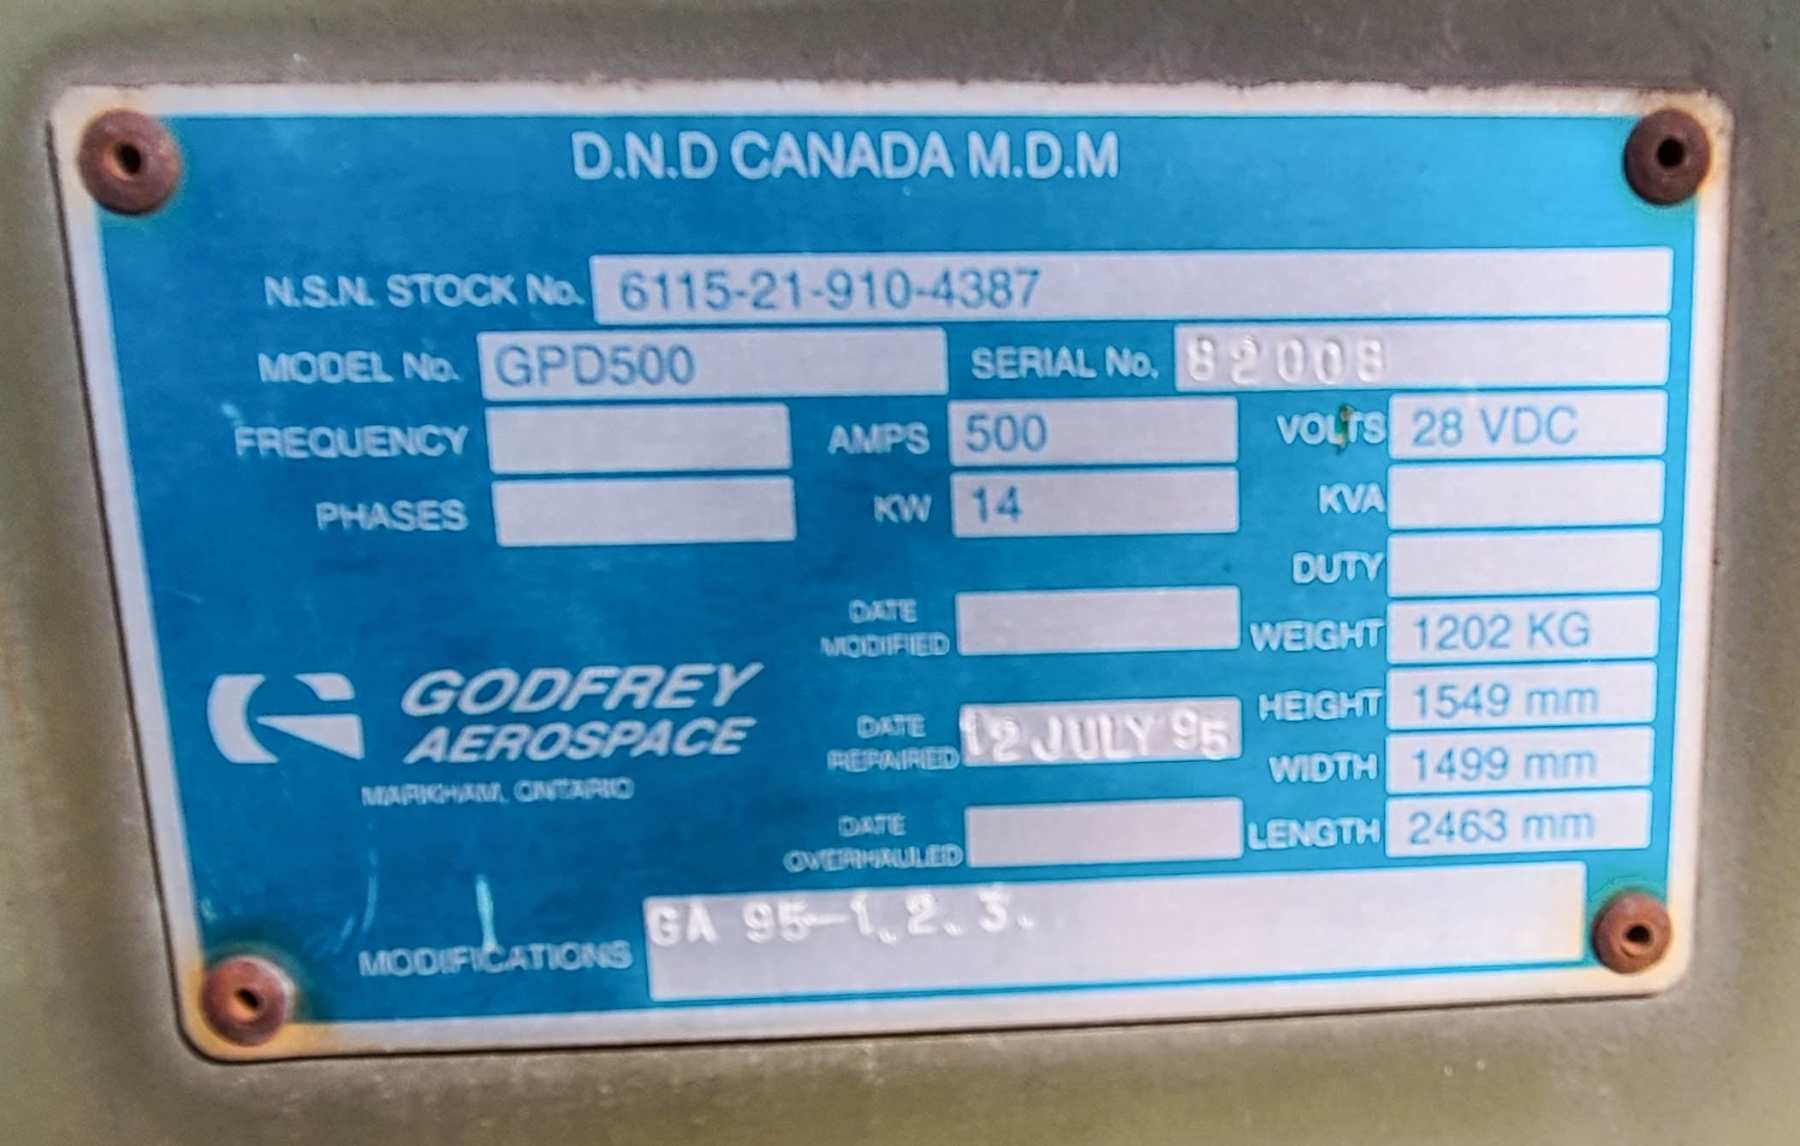 D.N.D CANADA M.D.M
N.S.N. STOCK No. 6115-21-910-4387
MODEL No. GPD500 SERIAL No. 82008
FREQUENCY AMPS 500 VOLTS 28 VDC
PHASES KW 14 KVA
DUTY
DATE MODIFIED WEIGHT 1202 KG
HEIGHT 1549 mm
GODFREY
AEROSPACE
MARKHAM, ONTARIO
DATE REPAIRED 12 JULY 95
WIDTH 1499 mm
DATE OVERHAULED LENGTH 2463 mm
MODIFICATIONS GA 95-1.2.3.